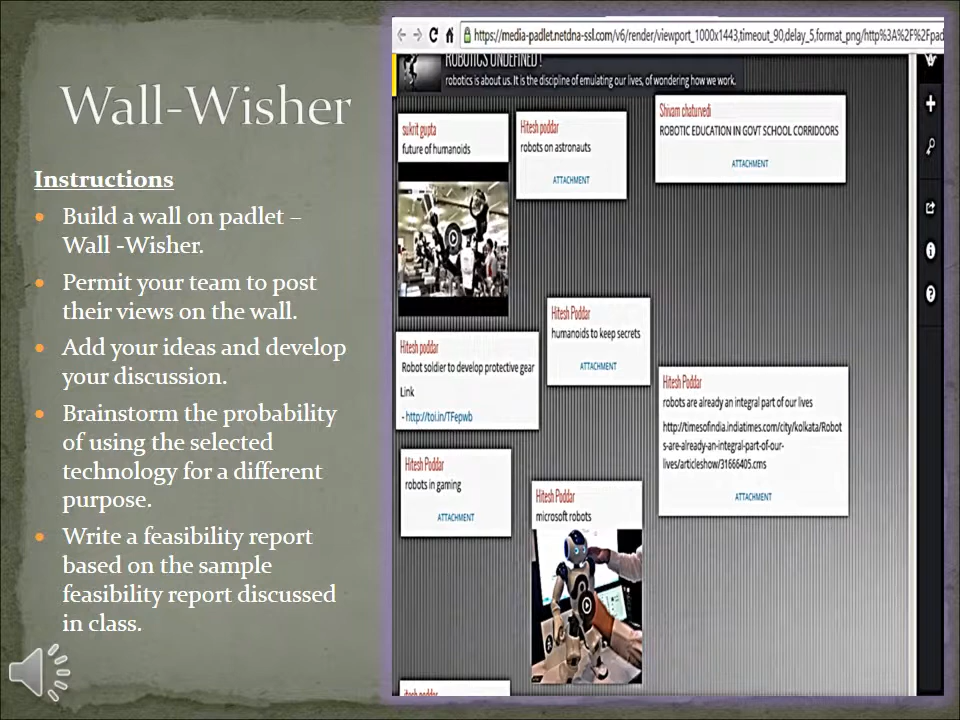 Wall-Wisher
Instructions
Build a wall on padlet –
Wall -Wisher.
Permit your team to post
their views on the wall.
Add your ideas and develop
your discussion.
Brainstorm the probability
of using the selected
technology for a different
purpose.
Write a feasibility report
based on the sample
feasibility report discussed
in class.
https://media-padlet.netdna-ssl.com/v6/render/viewport_1000x1443,timeout_90,delay_5,format_png/http%3A%2F%2Fpad
ROBOTICS UNDEFINED!
robotics is about us. It is the discipline of emulating our lives, of wondering how we work.
sukrit gupta
future of humanoids
Hitesh poddar
robots on astronauts
ATTACHMENT
Shivam chaturvedi
ROBOTIC EDUCATION IN GOVT SCHOOL CORRIDOORS
ATTACHMENT
Hitesh poddar
Robot soldier to develop protective gear
Link
- http://toi.in/TFepwb
Hitesh Poddar
humanoids to keep secrets
ATTACHMENT
Hitesh Poddar
robots are already an integral part of our lives
http://timesofindia.indiatimes.com/city/kolkata/Robot
s-are-already-an-integral-part-of-our-
lives/articleshow/31666405.cms
ATTACHMENT
Hitesh Poddar
robots in gaming
ATTACHMENT
Hitesh Poddar
microsoft robots
itesh poddar